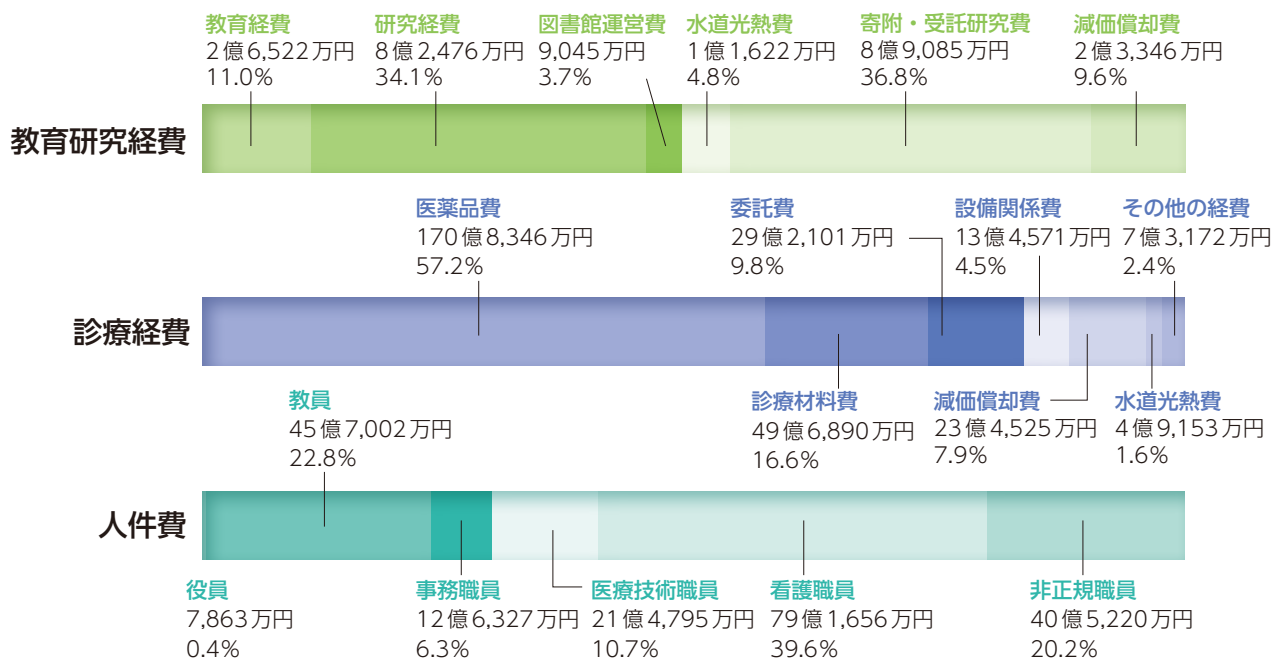 教育経費
2億6,522万円
11.0%
研究経費
8億2,476万円
34.1%
図書館運営費
9,045万円
3.7%
水道光熱費
1億1,622万円
4.8%
寄附・受託研究費
8億9,085万円
36.8%
減価償却費
2億3,346万円
9.6%
教育研究経費
医薬品費
170億8,346万円
57.2%
委託費
29億2,101万円
9.8%
設備関係費
13億4,571万円
4.5%
その他の経費
7億3,172万円
2.4%
診療経費
診療材料費
49億6,890万円
16.6%
減価償却費
23億4,525万円
7.9%
水道光熱費
4億9,153万円
1.6%
教員
45億7,002万円
22.8%
人件費
役員
7,863万円
0.4%
事務職員
12億6,327万円
6.3%
医療技術職員
21億4,795万円
10.7%
看護職員
79億1,656万円
39.6%
非正規職員
40億5,220万円
20.2%